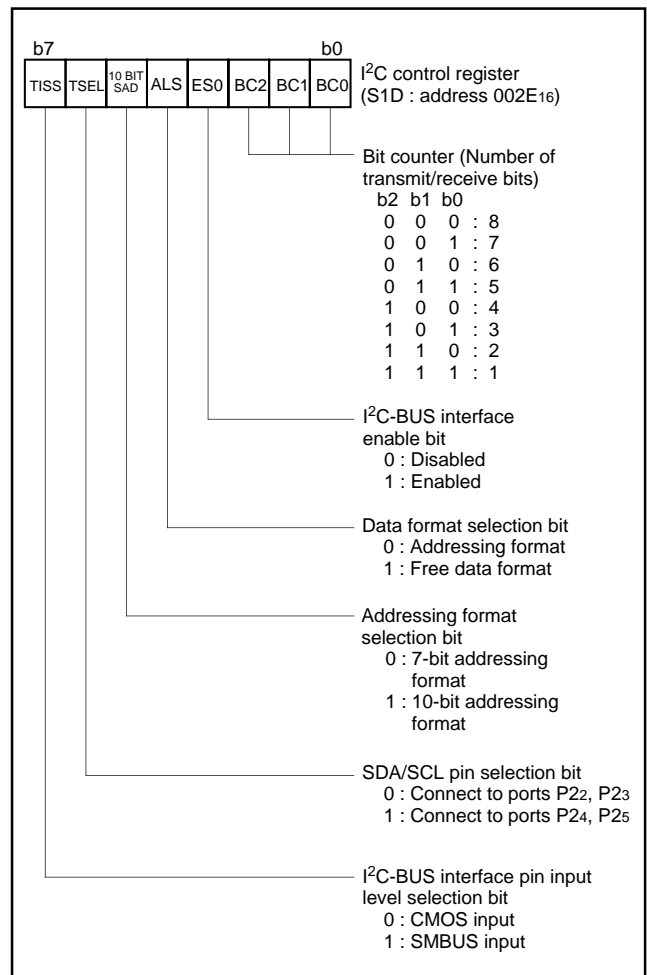 b7 b0
TISS TSEL 10 BIT SAD ALS ES0 BC2 BC1 BC0
I²C control register
(S1D : address 002E₁₆)
Bit counter (Number of
transmit/receive bits)
b2 b1 b0
0 0 0 : 8
0 0 1 : 7
0 1 0 : 6
0 1 1 : 5
1 0 0 : 4
1 0 1 : 3
1 1 0 : 2
1 1 1 : 1
I²C-BUS interface
enable bit
0 : Disabled
1 : Enabled
Data format selection bit
0 : Addressing format
1 : Free data format
Addressing format
selection bit
0 : 7-bit addressing
format
1 : 10-bit addressing
format
SDA/SCL pin selection bit
0 : Connect to ports P2₂, P2₃
1 : Connect to ports P2₄, P2₅
I²C-BUS interface pin input
level selection bit
0 : CMOS input
1 : SMBUS input